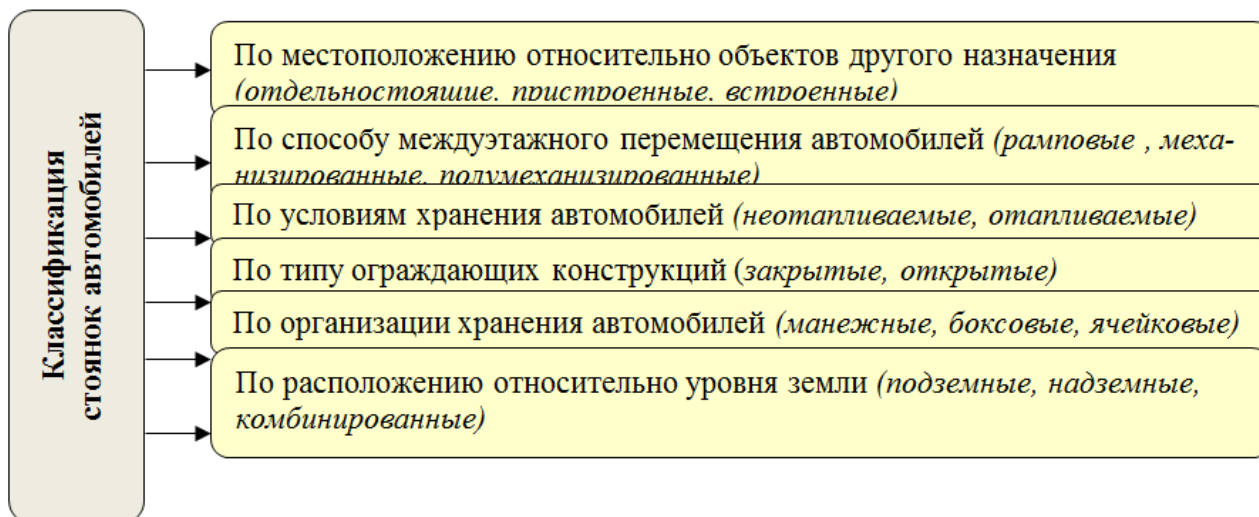 Классификация
стоянок автомобилей
По местоположению относительно объектов другого назначения
(отдельностоящие, пристроенные, встроенные)
По способу междуэтажного перемещения автомобилей (рамповые , меха-
низированные, полумеханизированные)
По условиям хранения автомобилей (неотапливаемые, отапливаемые)
По типу ограждающих конструкций (закрытые, открытые)
По организации хранения автомобилей (манежные, боксовые, ячейковые)
По расположению относительно уровня земли (подземные, надземные,
комбинированные)